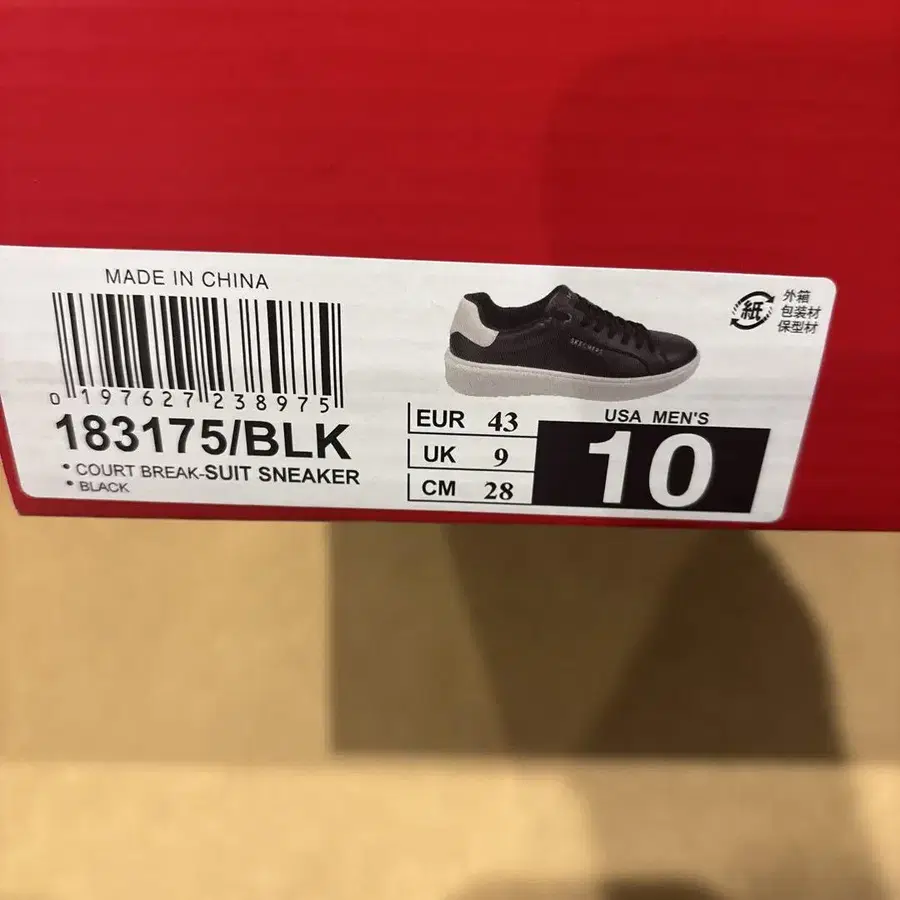 MADE IN CHINA
0 197627 238975
183175/BLK
• COURT BREAK-SUIT SNEAKER
• BLACK
SKECHERS
紙
外箱
包装材
保型材
EUR 43
UK 9
CM 28
USA MEN'S
10